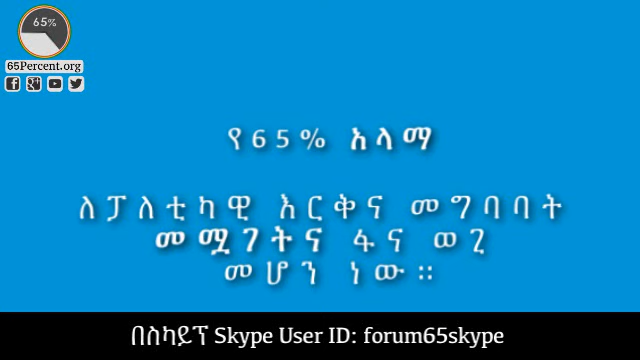 65%
65Percent.org
የ65% አላማ
ለፓለቲካዊ እርቅና መግባባት
መሟገትና ፋና ወጊ
መሆን ነው።
በስካይፕ Skype User ID: forum65skype